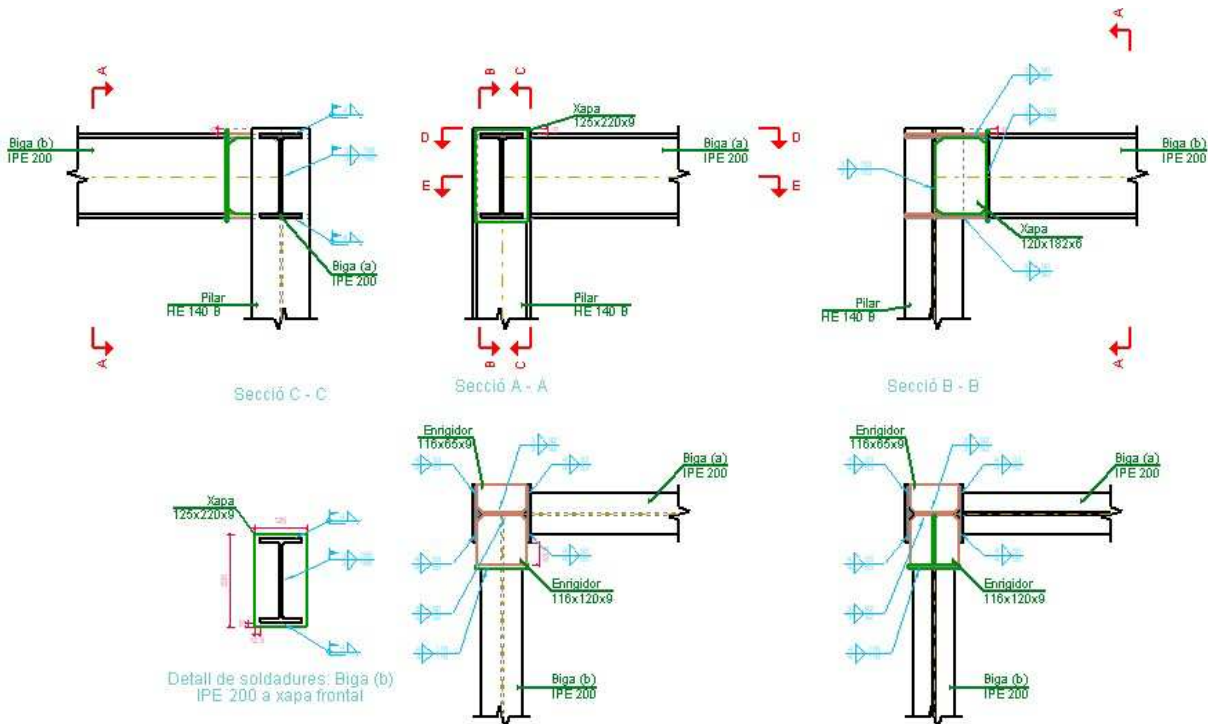 A
B
C
A
Xapa
125x220x9
Biga (b)
IPE 200
D
D
Biga (a)
IPE 200
Biga (b)
IPE 200
E
E
Xapa
120x182x6
Biga (a)
IPE 200
Pilar
HE 140 B
Pilar
HE 140 B
Pilar
HE 140 B
A
B
C
A
Secció C - C
Secció A - A
Secció B - B
Enrigidor
116x65x9
Biga (a)
IPE 200
Enrigidor
116x65x9
Biga (a)
IPE 200
Xapa
125x220x9
Enrigidor
116x120x9
Enrigidor
116x120x9
Detall de soldadures: Biga (b)
IPE 200 a xapa frontal
Biga (b)
IPE 200
Biga (b)
IPE 200